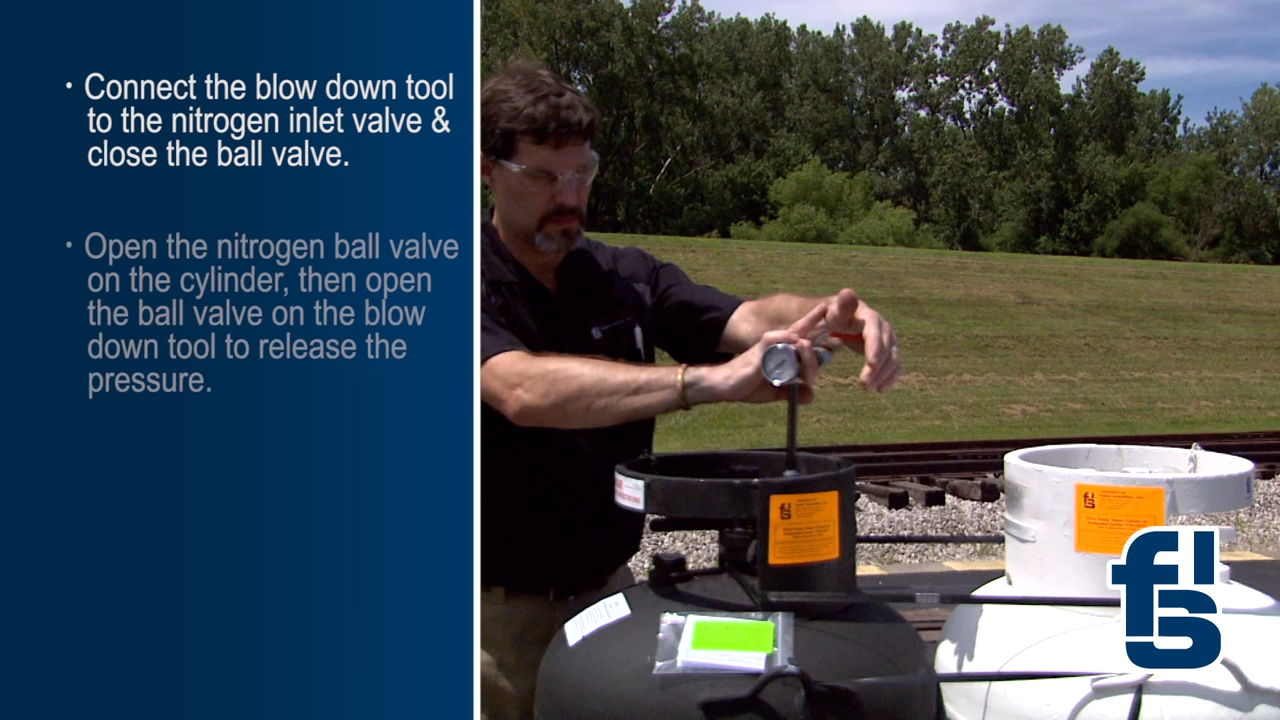 · Connect the blow down tool
to the nitrogen inlet valve &
close the ball valve.
· Open the nitrogen ball valve
on the cylinder, then open
the ball valve on the blow
down tool to release the
pressure.